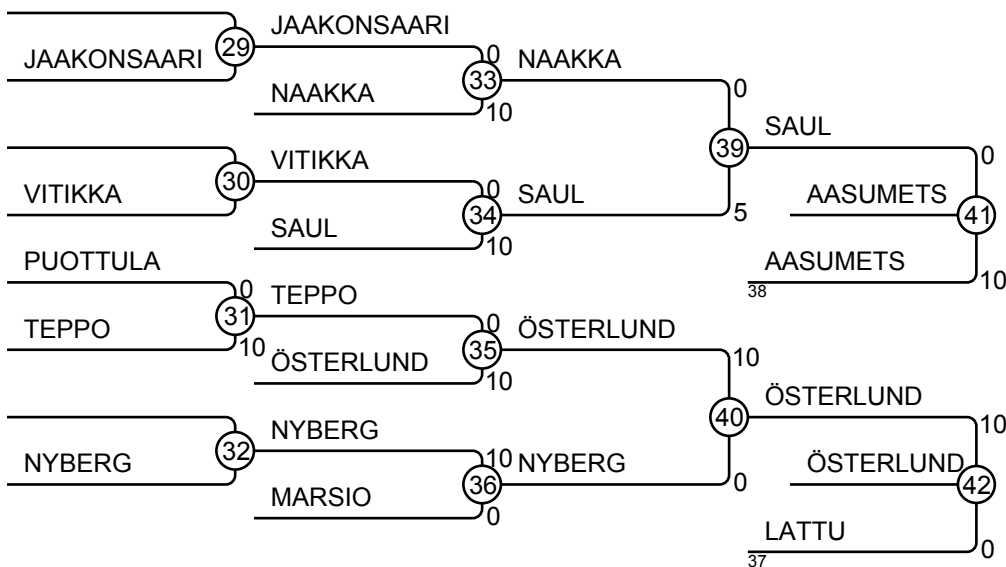 JAAKONSAARI
29
JAAKONSAARI
0
33
NAAKKA
10
NAAKKA
0
39
SAUL
0
VITIKKA
30
VITIKKA
0
34
SAUL
10
SAUL
5
AASUMETS
41
AASUMETS
10
38
PUOTTULA
0
31
TEPPO
10
TEPPO
0
35
ÖSTERLUND
10
ÖSTERLUND
10
40
ÖSTERLUND
10
NYBERG
32
NYBERG
10
36
MARSIO
0
NYBERG
0
ÖSTERLUND
42
LATTU
0
37